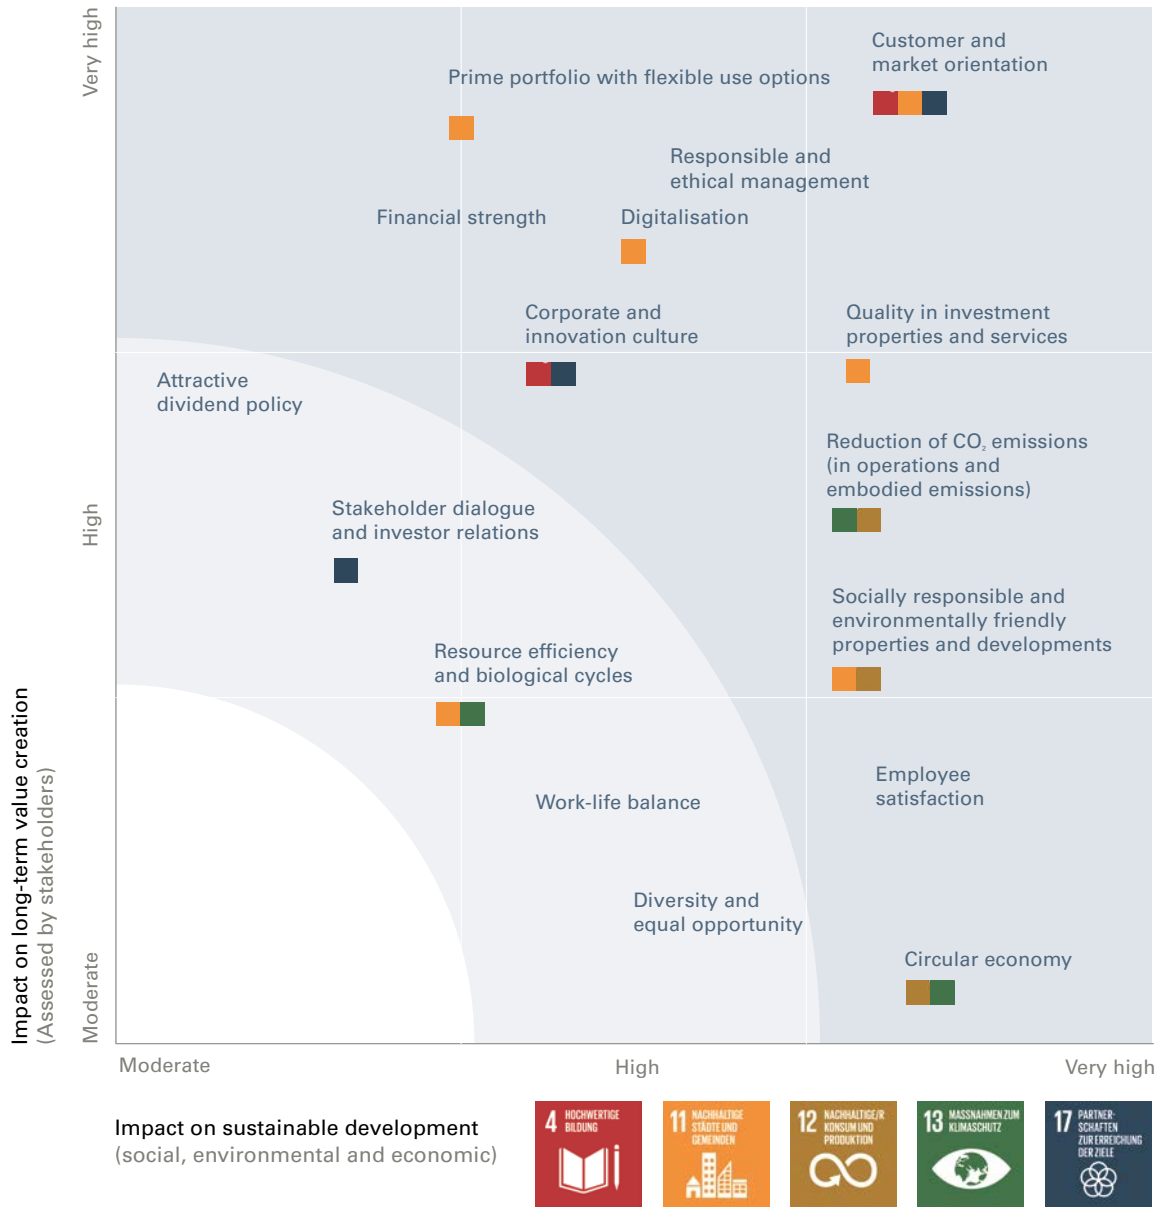 Very high
Customer and
market orientation
Prime portfolio with flexible use options
Responsible and
ethical management
Financial strength
Digitalisation
Corporate and
innovation culture
Quality in investment
properties and services
Attractive
dividend policy
Reduction of CO₂ emissions
(in operations and
embodied emissions)
High
Stakeholder dialogue
and investor relations
Socially responsible and
environmentally friendly
properties and developments
Resource efficiency
and biological cycles
Impact on long-term value creation
(Assessed by stakeholders)
Employee
satisfaction
Work-life balance
Diversity and
equal opportunity
Circular economy
Moderate
Moderate
High
Very high
Impact on sustainable development
(social, environmental and economic)
4 HOCHWERTIGE
BILDUNG
11 NACHHALTIGE
STÄDTE UND
GEMEINDEN
12 NACHHALTIGE/R
KONSUM UND
PRODUKTION
13 MASSNAHMEN ZUM
KLIMASCHUTZ
17 PARTNER-
SCHAFTEN
ZUR ERREICHUNG
DER ZIELE